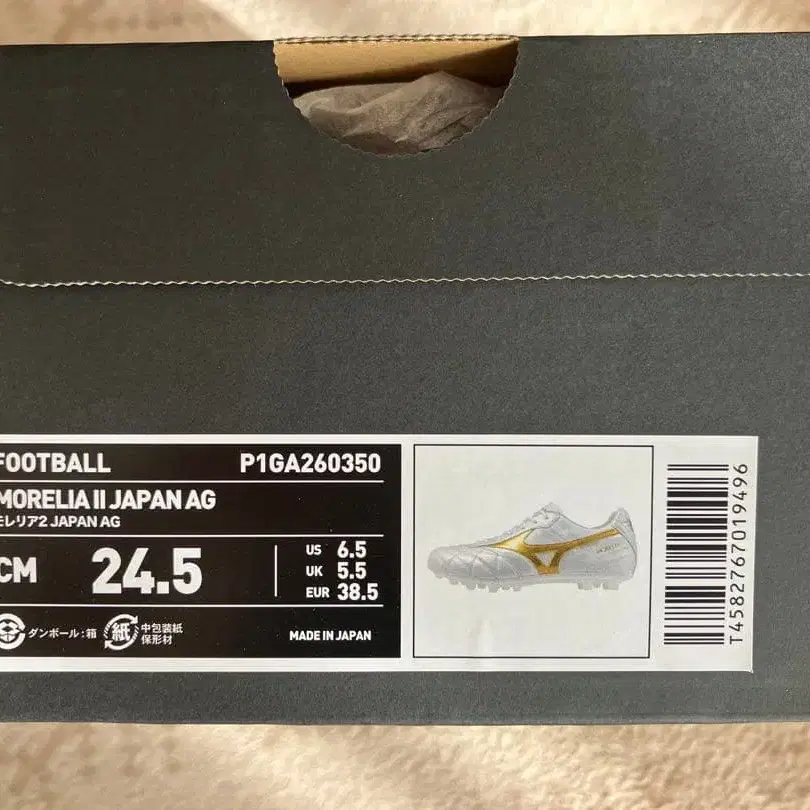 FOOTBALL P1GA260350
MORELIA II JAPAN AG
モレリア2 JAPAN AG
CM 24.5
US 6.5
UK 5.5
EUR 38.5
ダンボール:箱
紙 中包装紙
保形材
MADE IN JAPAN
T4582767019496